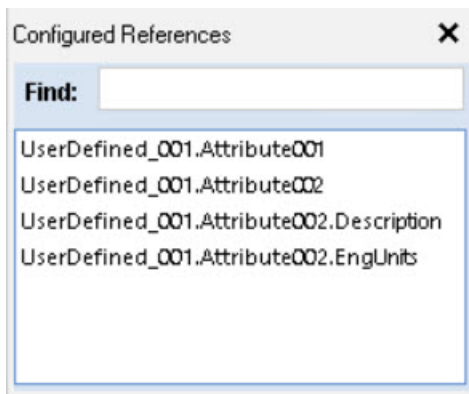 Configured References
Find:
UserDefined_001.Attribute001
UserDefined_001.Attribute002
UserDefined_001.Attribute002.Description
UserDefined_001.Attribute002.EngUnits